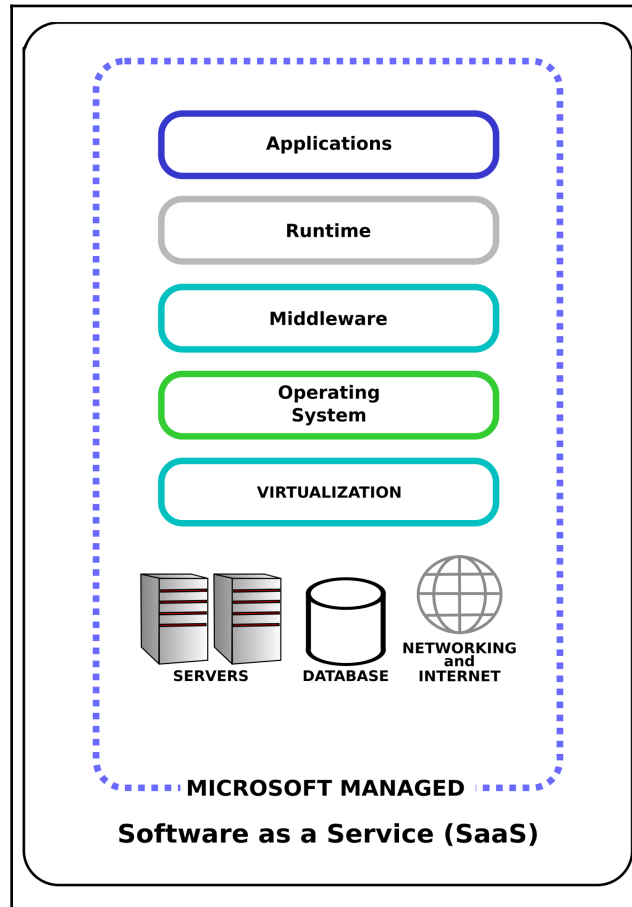 Applications
Runtime
Middleware
Operating
System
VIRTUALIZATION
SERVERS
DATABASE
NETWORKING
and
INTERNET
MICROSOFT MANAGED
Software as a Service (SaaS)